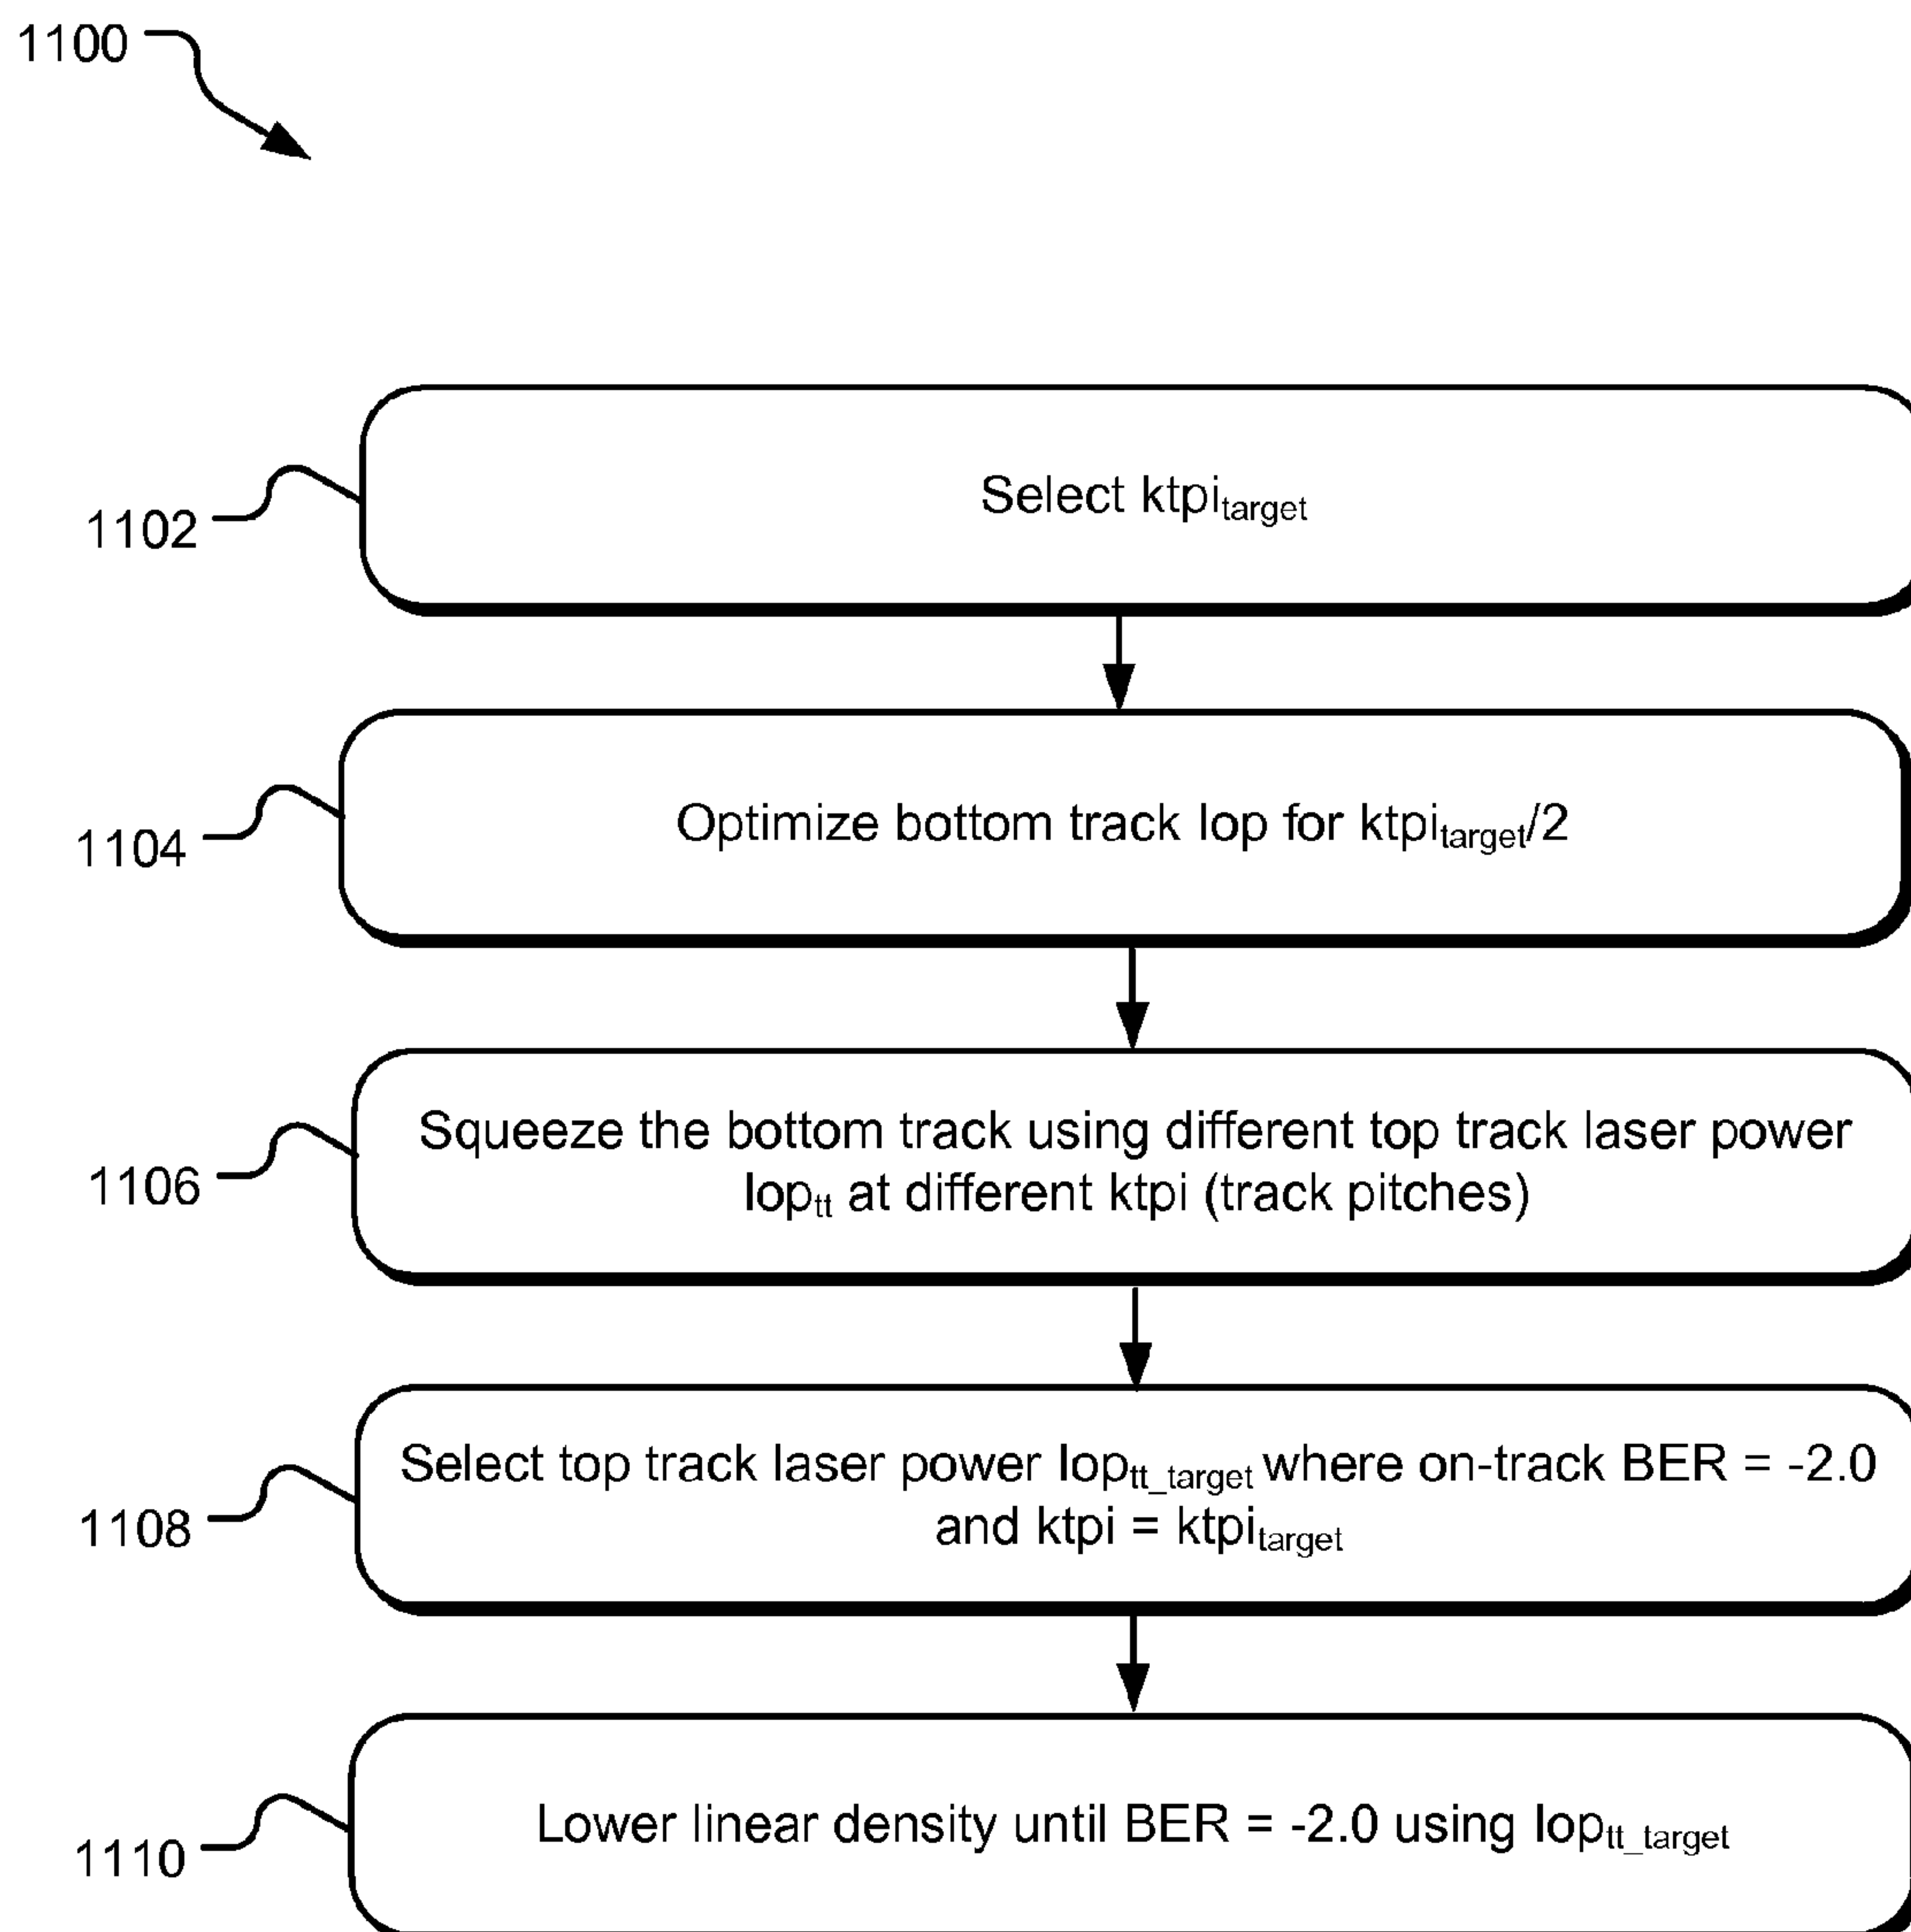 1100
1102
Select ktpitarget
1104
Optimize bottom track Iop for ktpitarget/2
1106
Squeeze the bottom track using different top track laser power
Ioptt at different ktpi (track pitches)
1108
Select top track laser power Ioptt_target where on-track BER = -2.0
and ktpi = ktpitarget
1110
Lower linear density until BER = -2.0 using Ioptt_target